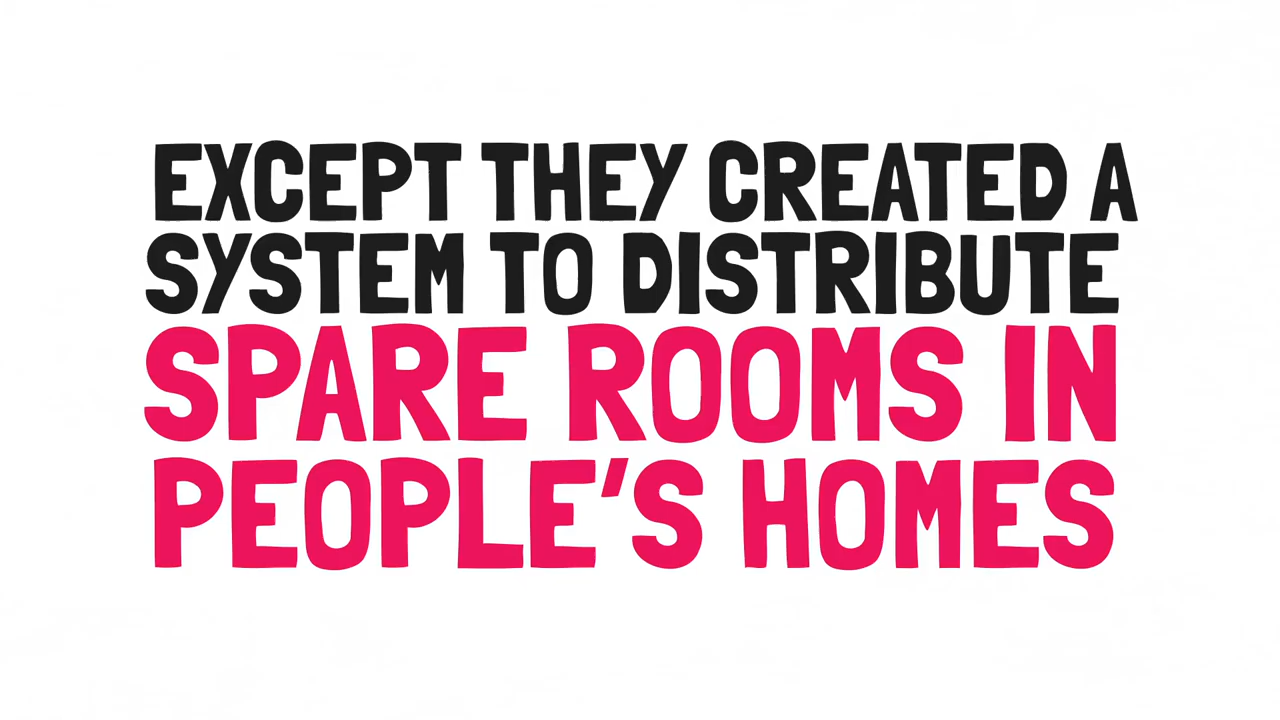 EXCEPT THEY CREATED A
SYSTEM TO DISTRIBUTE
SPARE ROOMS IN
PEOPLE'S HOMES